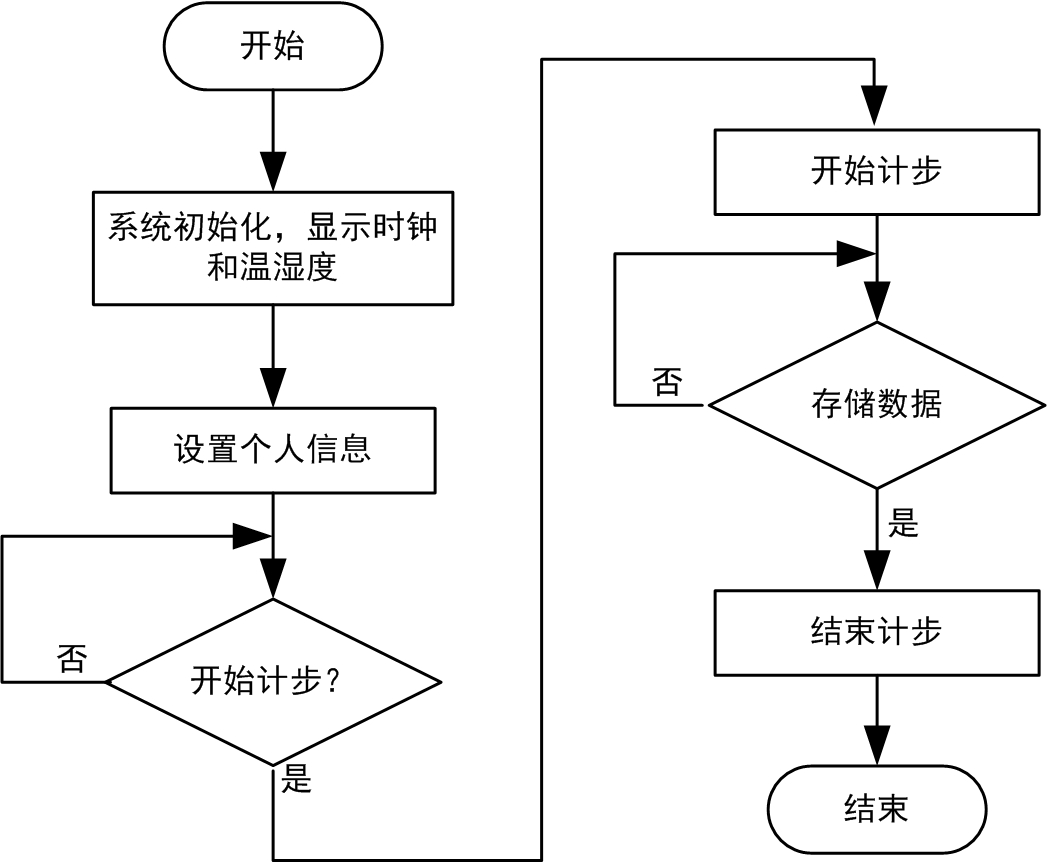 开始
系统初始化，显示时钟
和温湿度
设置个人信息
否
开始计步？
是
开始计步
否
存储数据
是
结束计步
结束